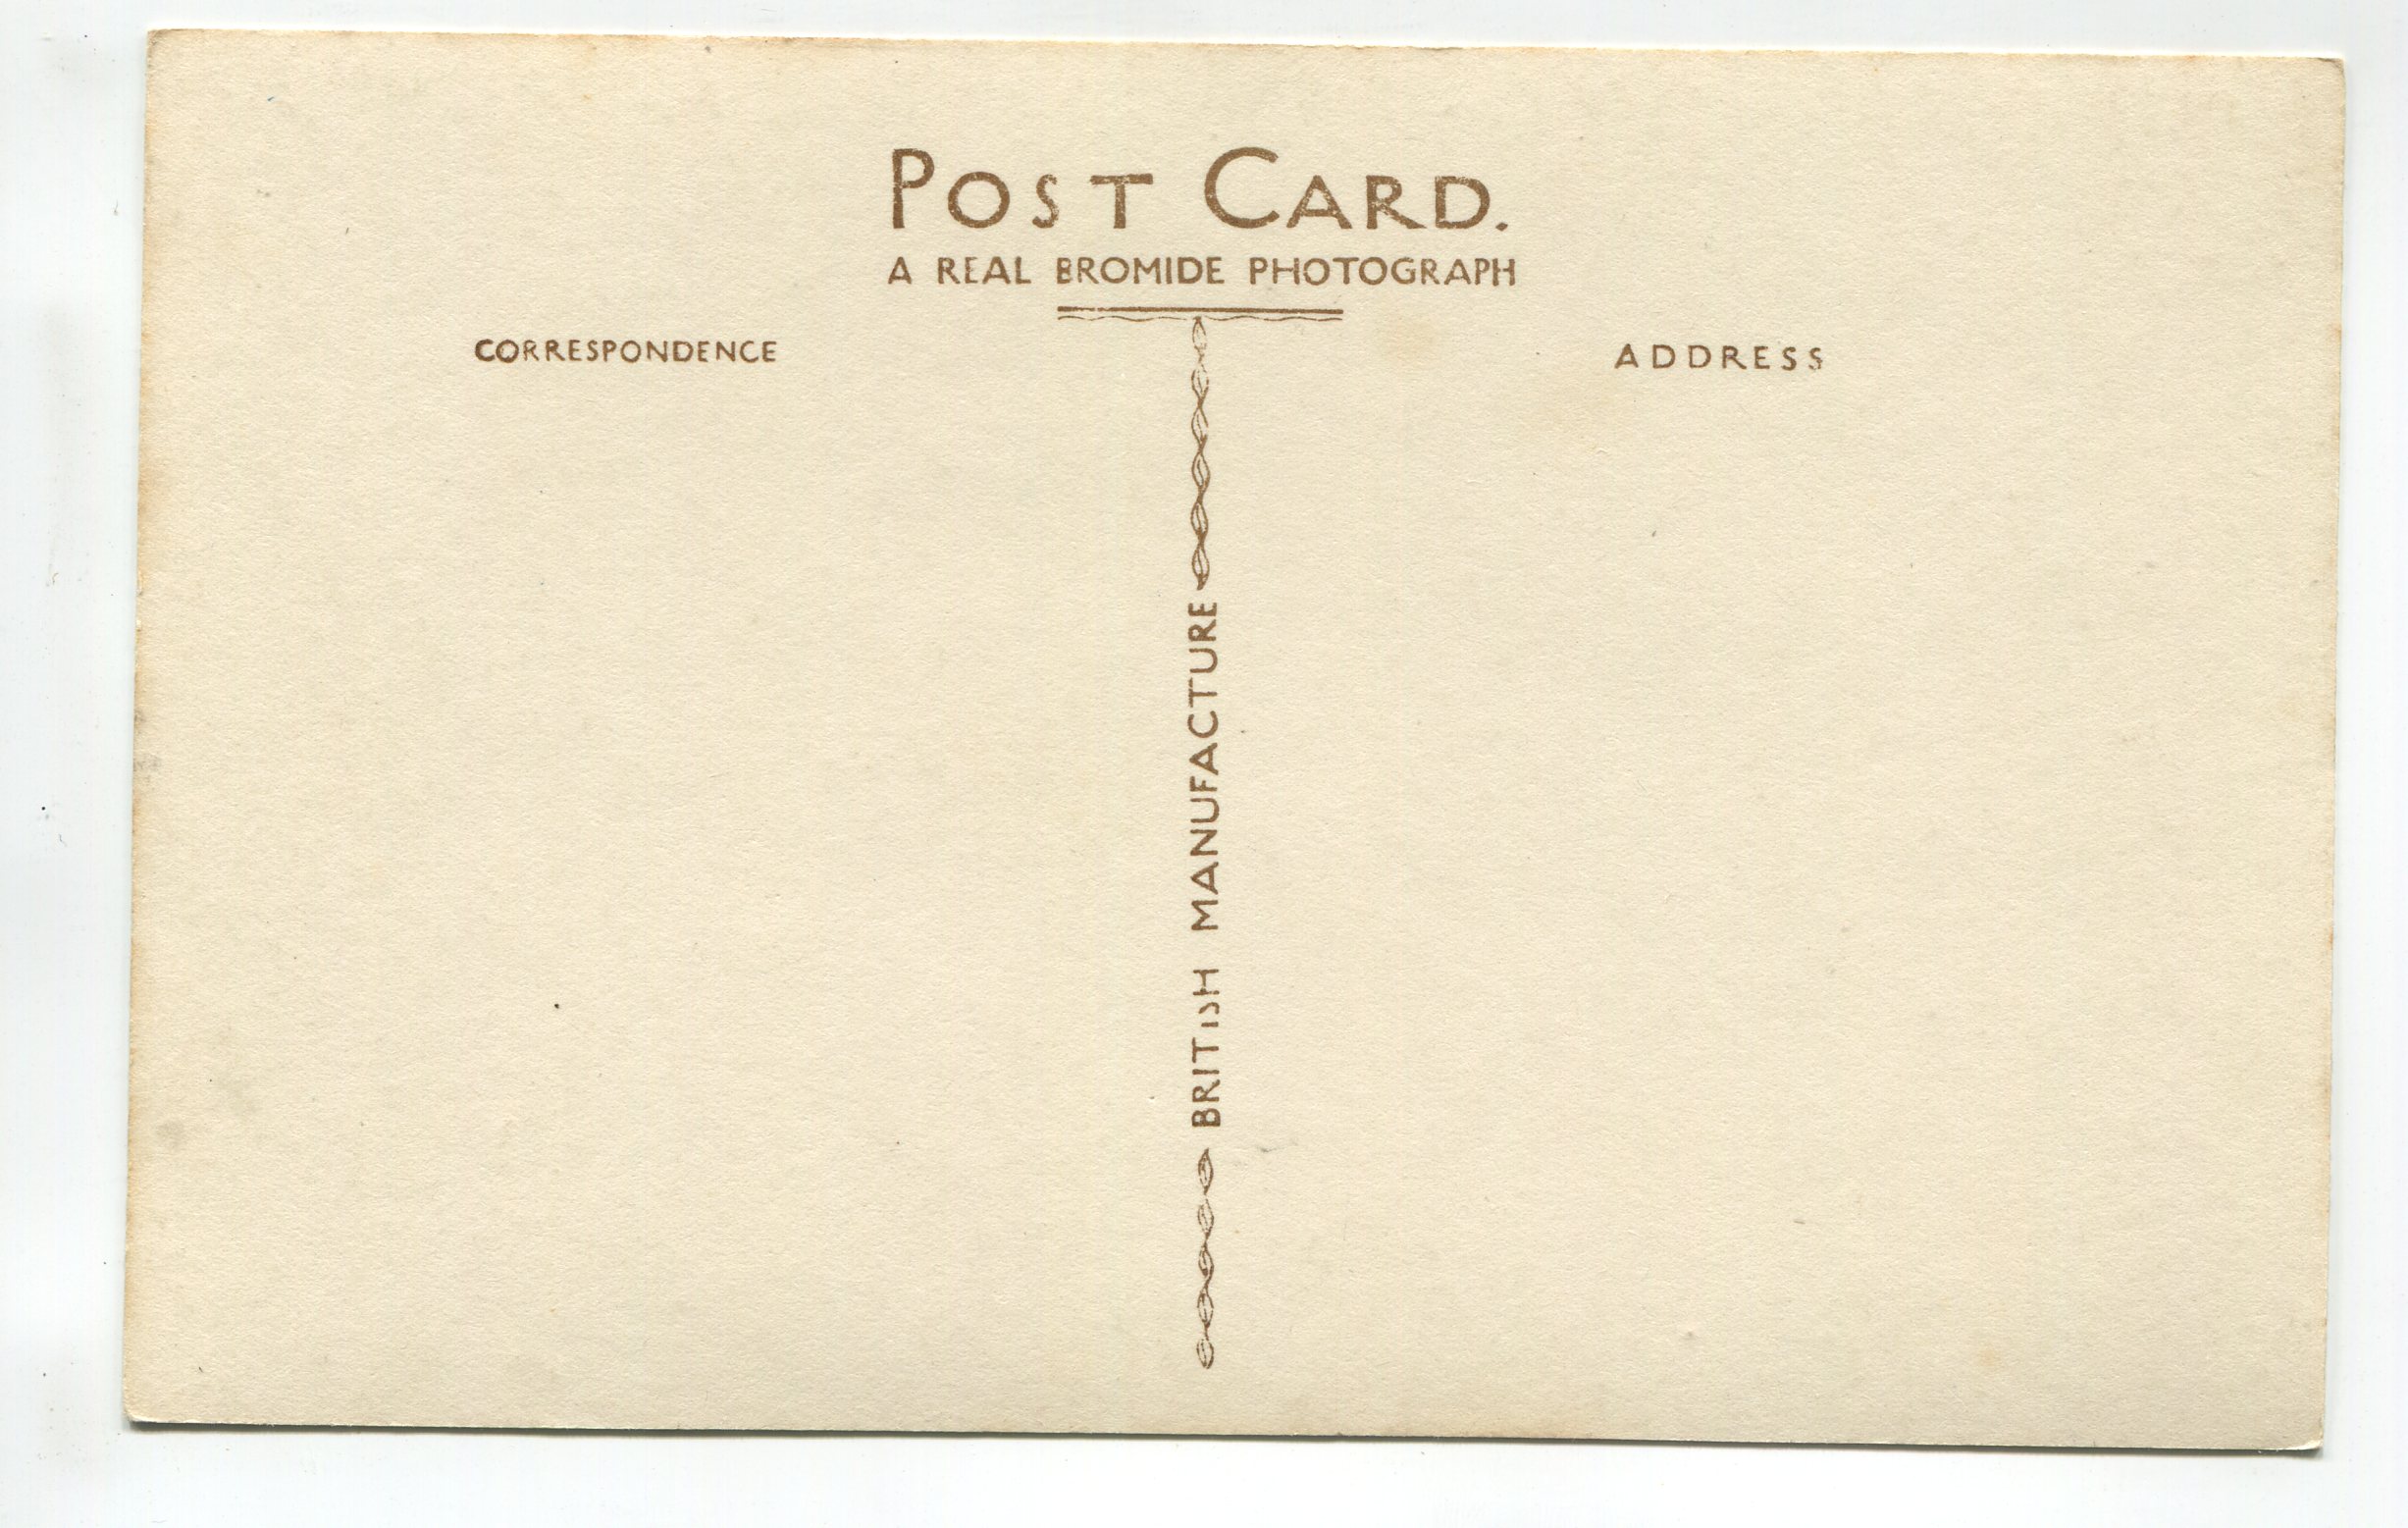 POST CARD.
A REAL BROMIDE PHOTOGRAPH
CORRESPONDENCE
ADDRESS
BRITISH MANUFACTURE